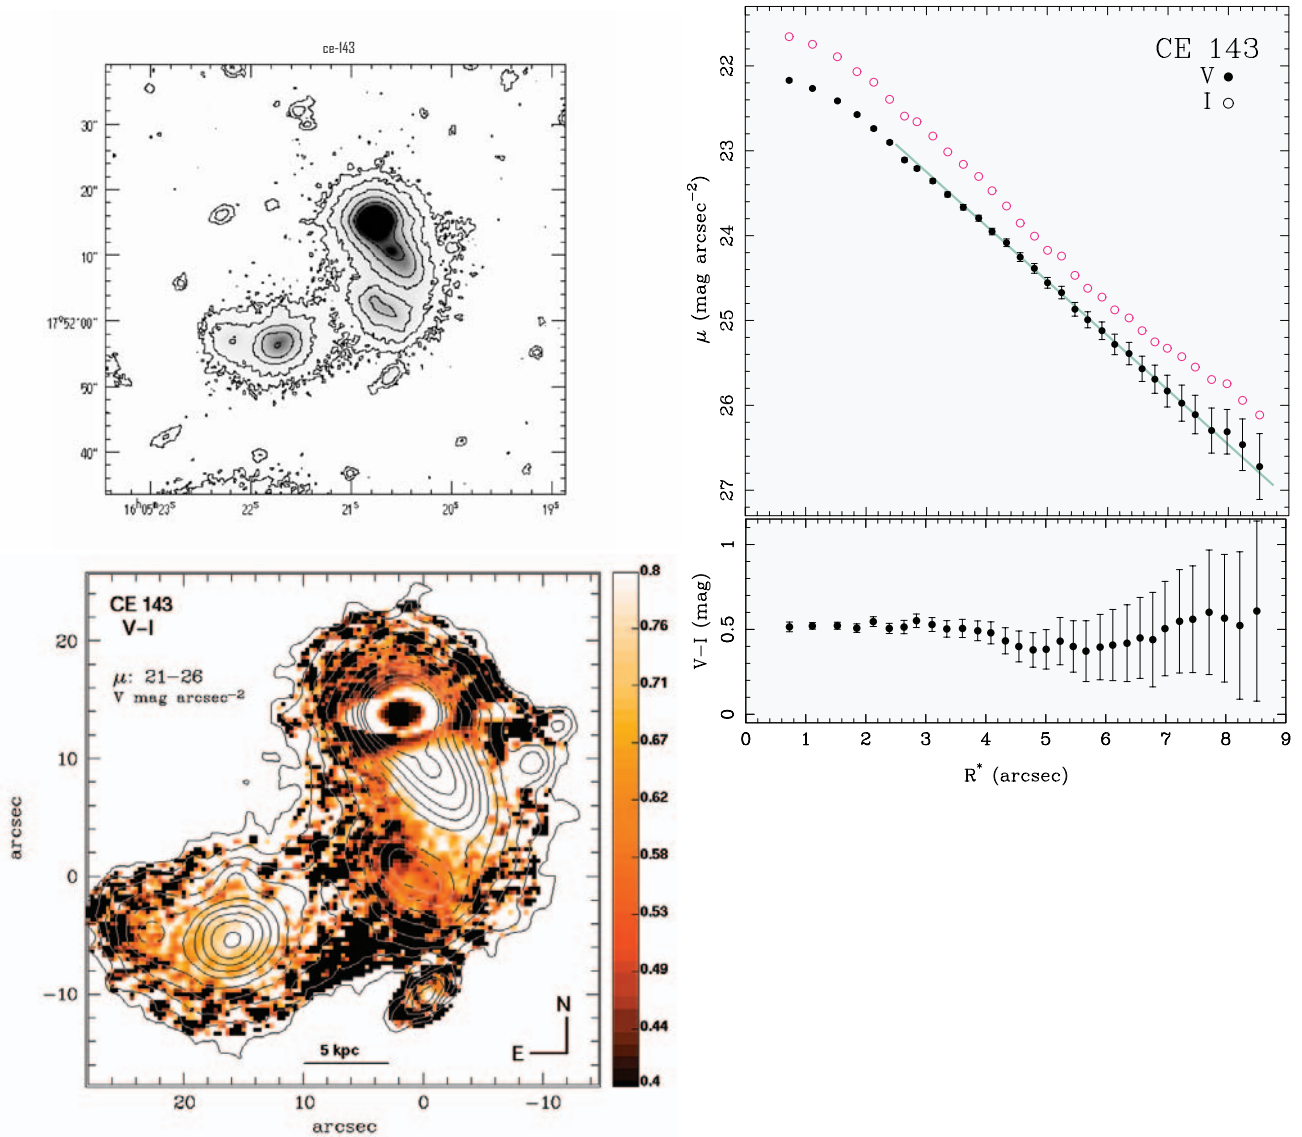 ce-143
30"
20"
10"
17°52'00"
50"
40"
16ʰ05ᵐ23ˢ 22ˢ 21ˢ 20ˢ 19ˢ
CE 143
V ●
I ○
22
23
24
25
26
27
μ (mag arcsec⁻²)
1
0.5
0
V−I (mag)
0 1 2 3 4 5 6 7 8 9
R* (arcsec)
CE 143
V−I
μ: 21−26
V mag arcsec⁻²
20
10
0
−10
arcsec
5 kpc
N
E
20 10 0 −10
arcsec
0.8
0.76
0.71
0.67
0.62
0.58
0.53
0.49
0.44
0.4